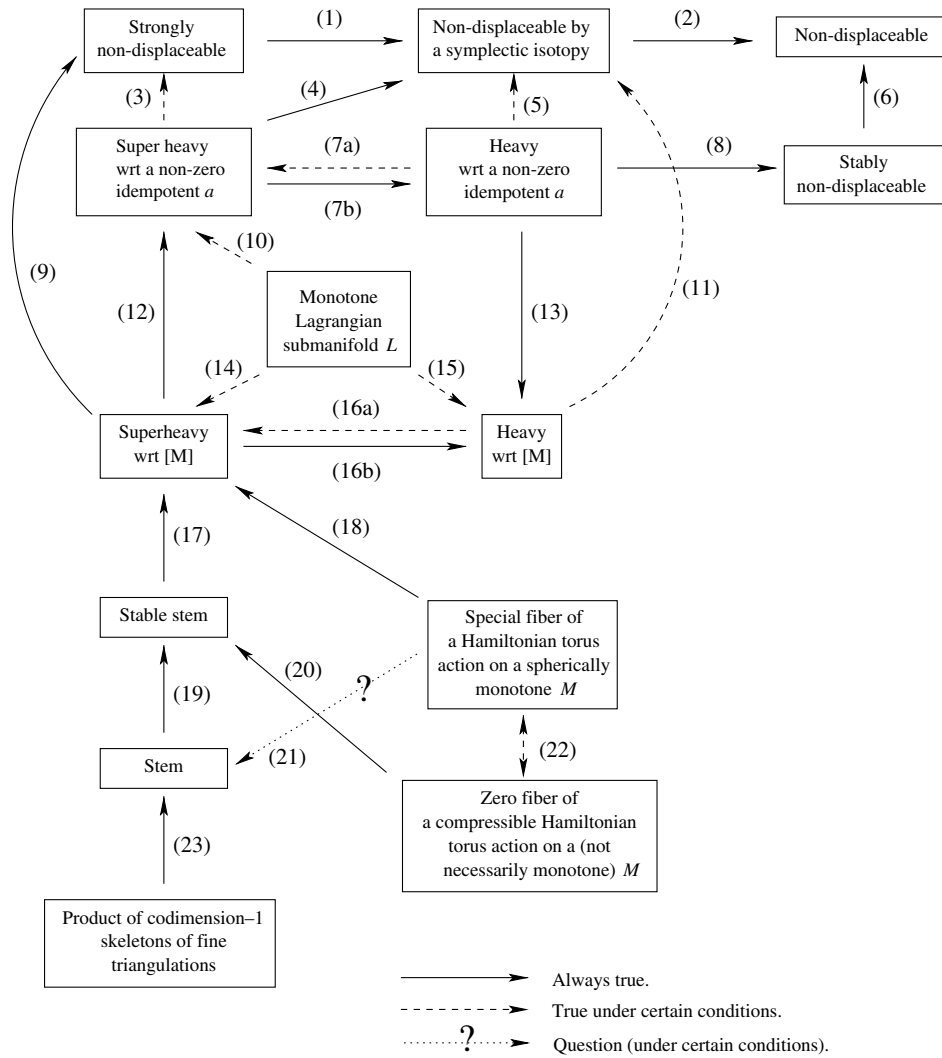 Strongly
non-displaceable
(1)
Non-displaceable by
a symplectic isotopy
(2)
Non-displaceable
(3)
(4)
(5)
(6)
Super heavy
wrt a non-zero
idempotent a
(7a)
(7b)
Heavy
wrt a non-zero
idempotent a
(8)
Stably
non-displaceable
(9)
(10)
(11)
(12)
Monotone
Lagrangian
submanifold L
(13)
(14)
(15)
Superheavy
wrt [M]
(16a)
(16b)
Heavy
wrt [M]
(17)
(18)
Stable stem
Special fiber of
a Hamiltonian torus
action on a spherically
monotone M
(19)
(20)
?
(21)
(22)
Stem
Zero fiber of
a compressible Hamiltonian
torus action on a (not
necessarily monotone) M
(23)
Product of codimension–1
skeletons of fine
triangulations
Always true.
True under certain conditions.
? Question (under certain conditions).